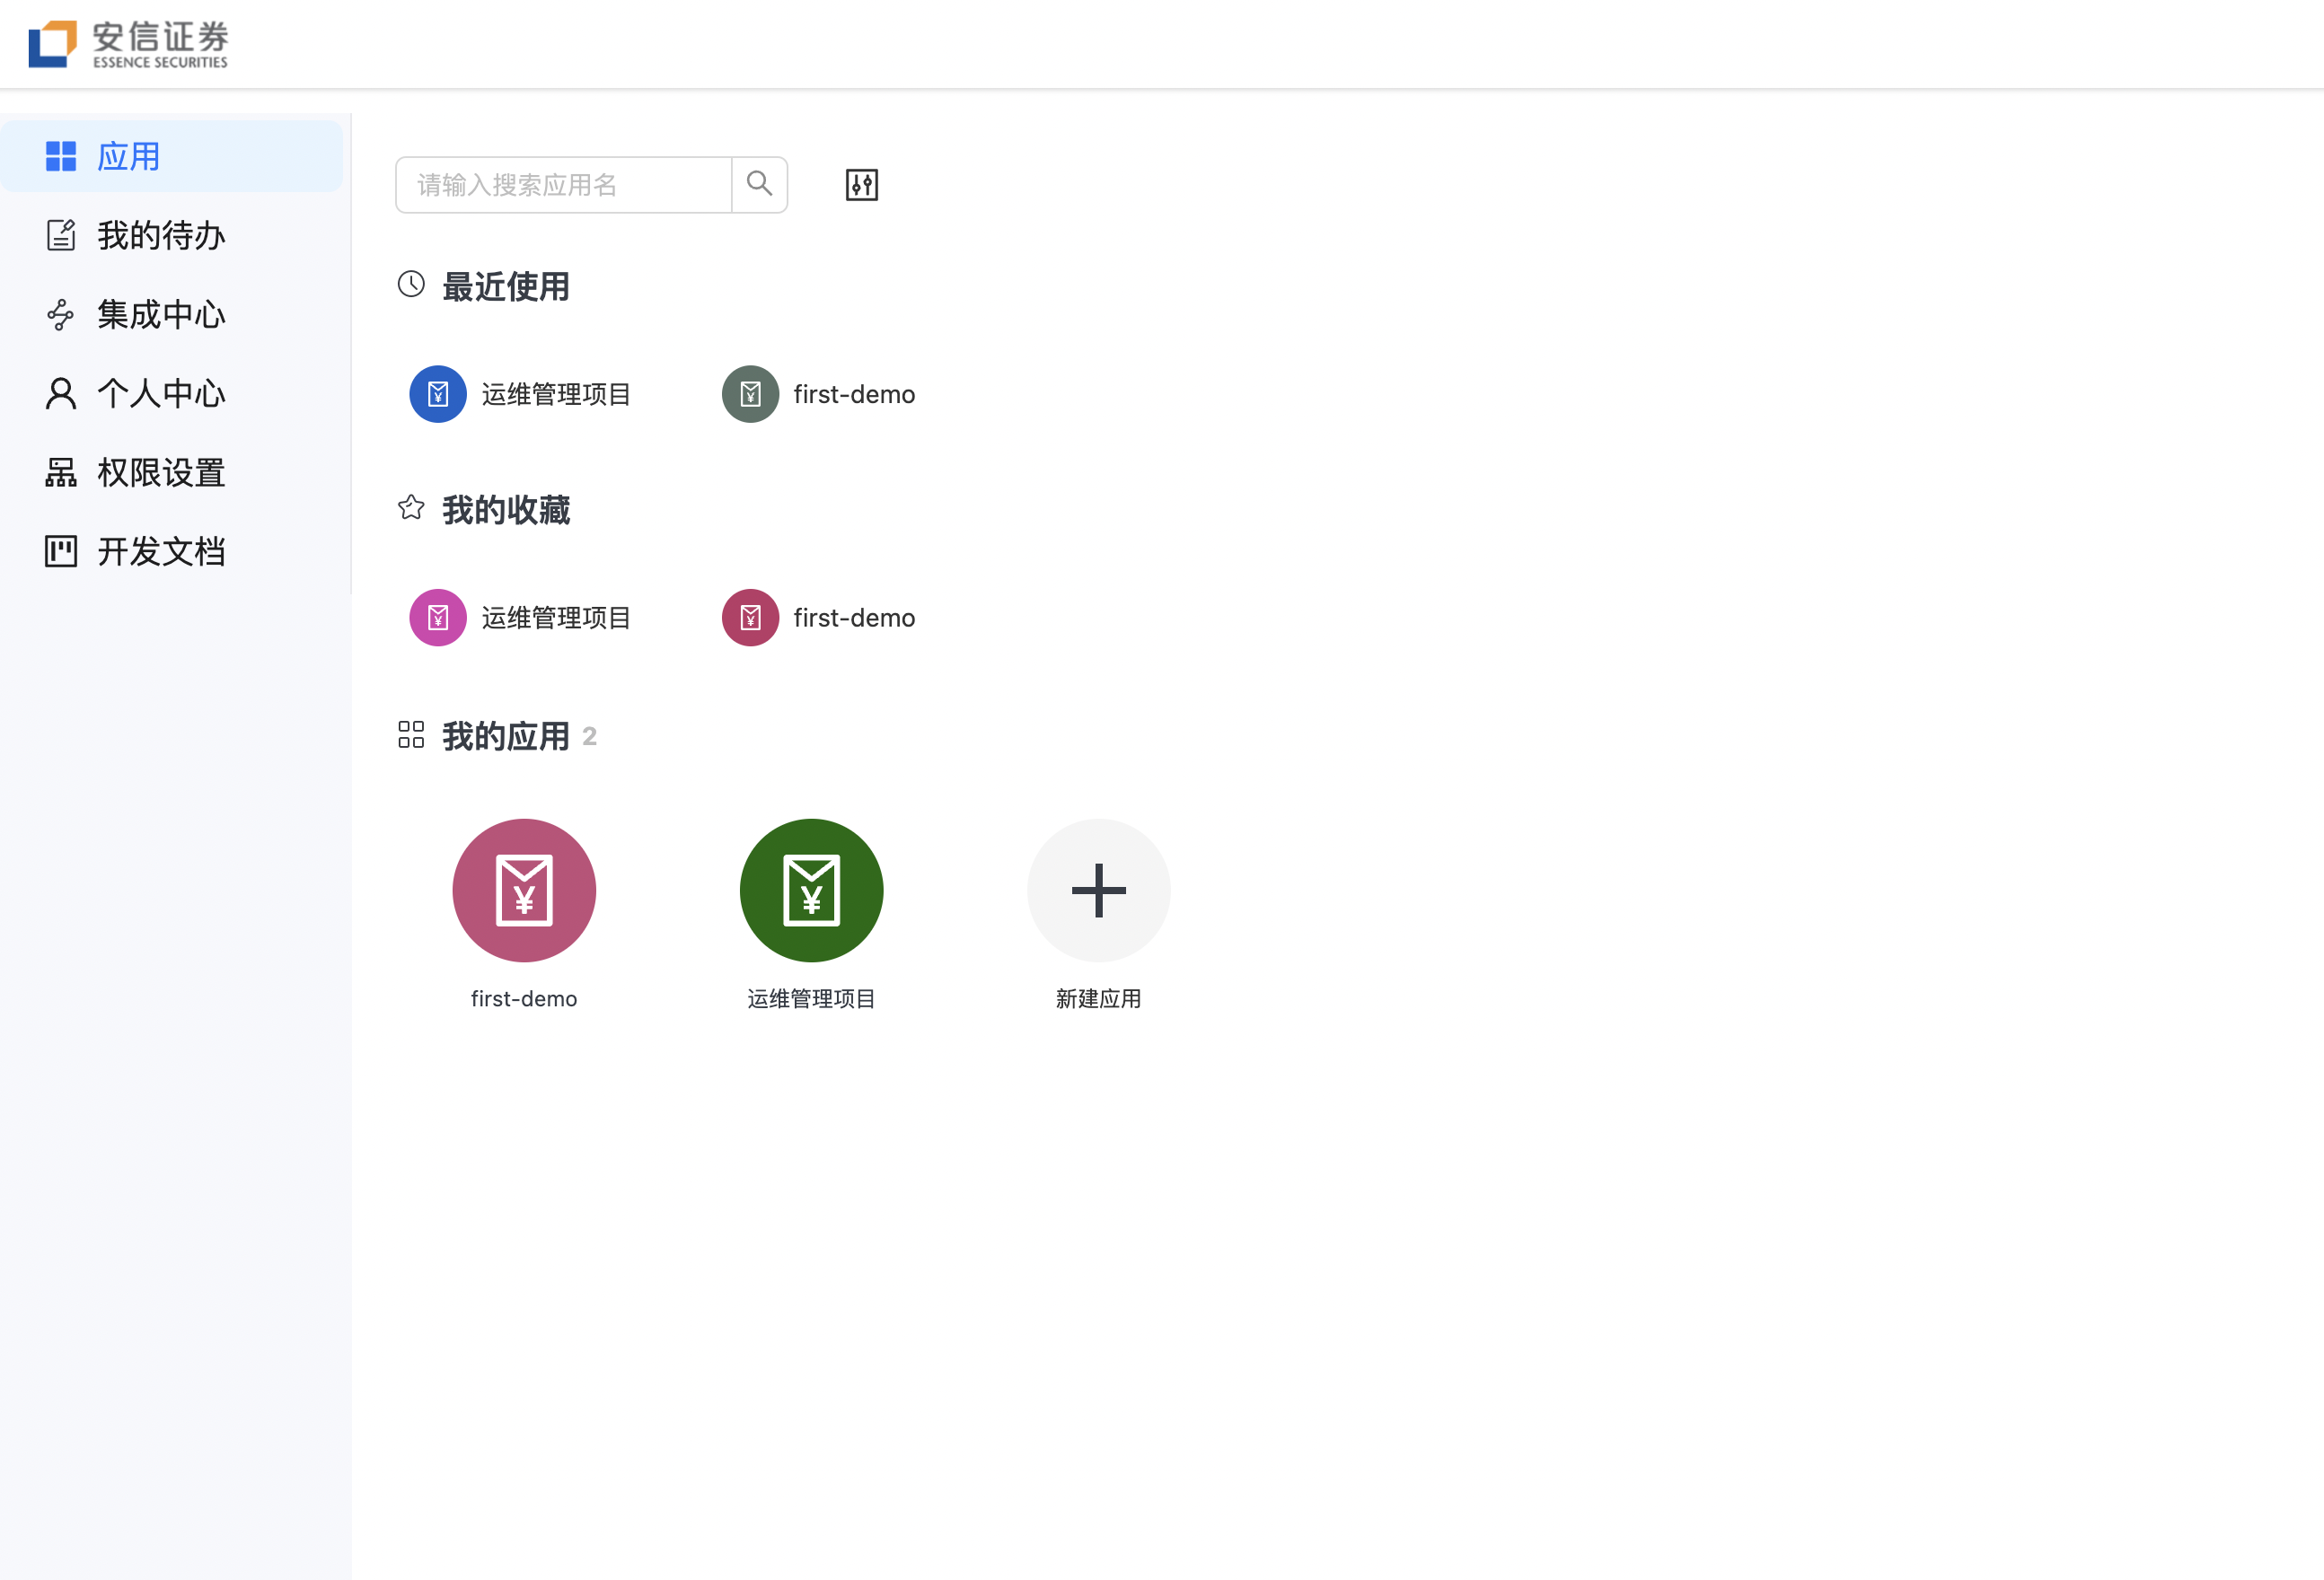 安信证券
ESSENCE SECURITIES
应用
我的待办
集成中心
个人中心
权限设置
开发文档
请输入搜索应用名
最近使用
运维管理项目
first-demo
我的收藏
运维管理项目
first-demo
我的应用 2
first-demo
运维管理项目
新建应用